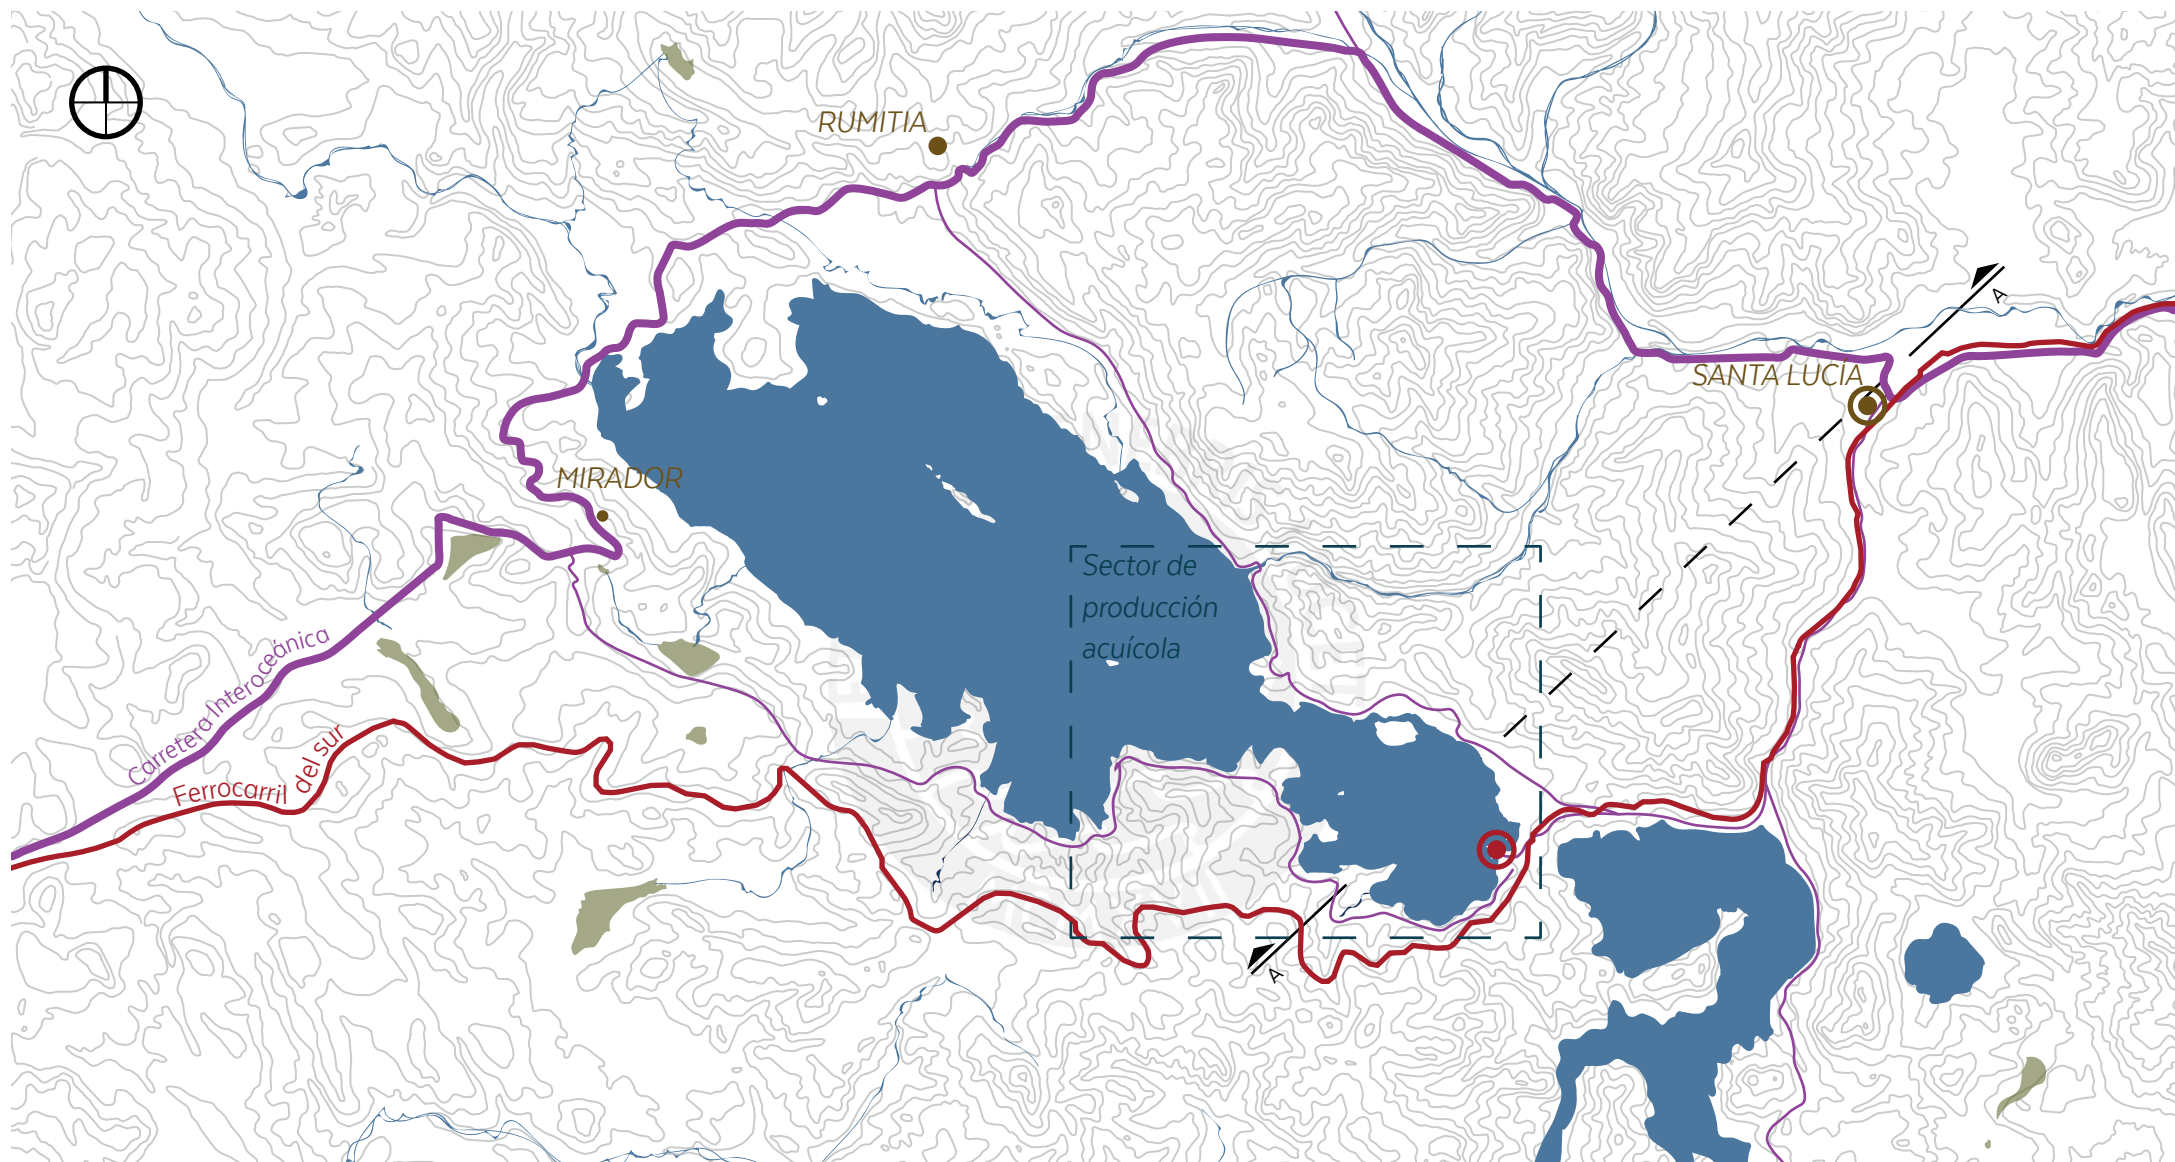 RUMITIA
A
SANTA LUCÍA
MIRADOR
Sector de
producción
acuícola
Carretera Interoceánica
Ferrocarril del sur
A